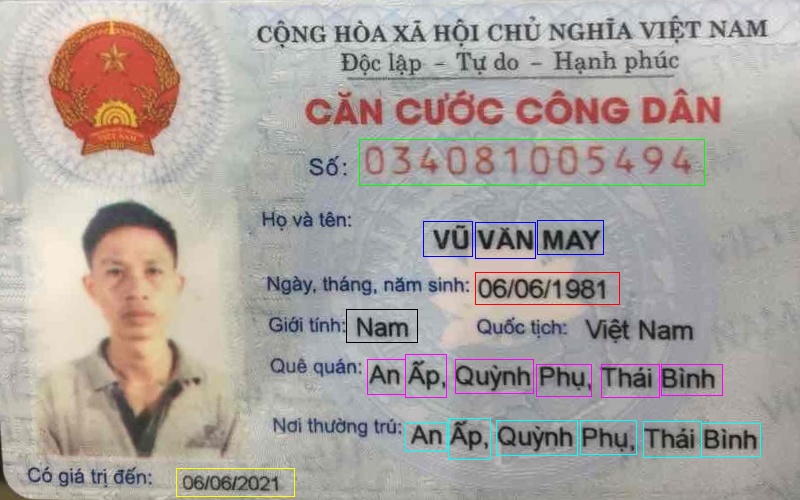 CỘNG HÒA XÃ HỘI CHỦ NGHĨA VIỆT NAM
Độc lập - Tự do - Hạnh phúc
CĂN CƯỚC CÔNG DÂN
Số: 034081005494
Họ và tên: VŨ VĂN MAY
Ngày, tháng, năm sinh: 06/06/1981
Giới tính: Nam Quốc tịch: Việt Nam
Quê quán: An Ấp, Quỳnh Phụ, Thái Bình
Nơi thường trú: An Ấp, Quỳnh Phụ, Thái Bình
Có giá trị đến: 06/06/2021